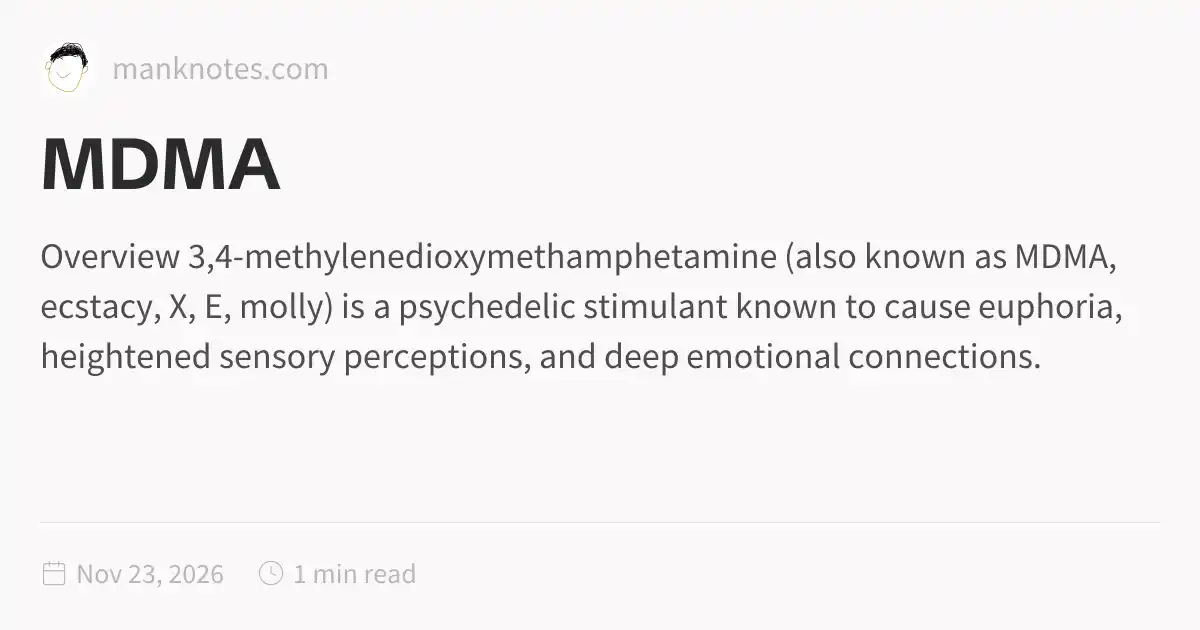 manknotes.com
MDMA
Overview 3,4-methylenedioxymethamphetamine (also known as MDMA,
ecstacy, X, E, molly) is a psychedelic stimulant known to cause euphoria,
heightened sensory perceptions, and deep emotional connections.
Nov 23, 2026 1 min read